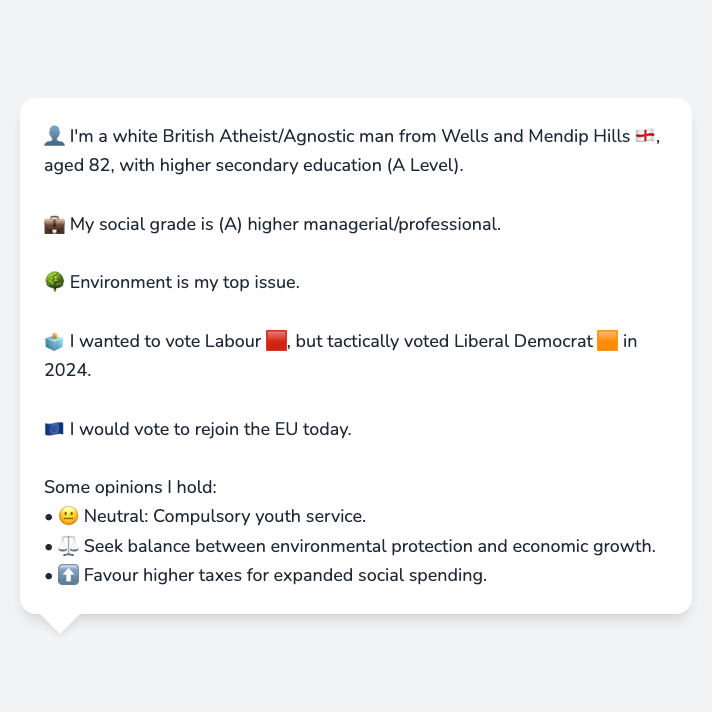 👤 I'm a white British Atheist/Agnostic man from Wells and Mendip Hills 🏴󠁧󠁢󠁥󠁮󠁧󠁿,
aged 82, with higher secondary education (A Level).
💼 My social grade is (A) higher managerial/professional.
🌳 Environment is my top issue.
🗳️ I wanted to vote Labour 🟥, but tactically voted Liberal Democrat 🟧 in
2024.
🇪🇺 I would vote to rejoin the EU today.
Some opinions I hold:
• 😐 Neutral: Compulsory youth service.
• ⚖️ Seek balance between environmental protection and economic growth.
• ⬆️ Favour higher taxes for expanded social spending.